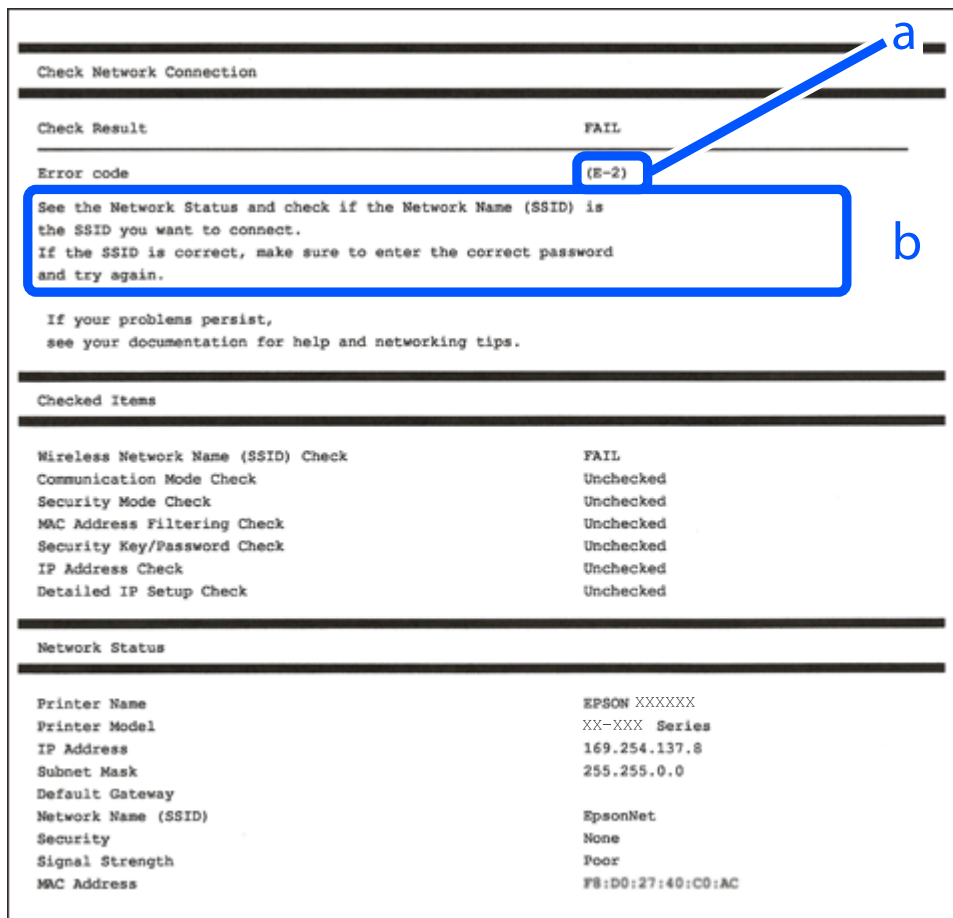 a
Check Network Connection
Check Result FAIL
Error code (E-2)
See the Network Status and check if the Network Name (SSID) is
the SSID you want to connect.
If the SSID is correct, make sure to enter the correct password
and try again.
b
If your problems persist,
see your documentation for help and networking tips.
Checked Items
Wireless Network Name (SSID) Check FAIL
Communication Mode Check Unchecked
Security Mode Check Unchecked
MAC Address Filtering Check Unchecked
Security Key/Password Check Unchecked
IP Address Check Unchecked
Detailed IP Setup Check Unchecked
Network Status
Printer Name EPSON XXXXXX
Printer Model XX-XXX Series
IP Address 169.254.137.8
Subnet Mask 255.255.0.0
Default Gateway
Network Name (SSID) EpsonNet
Security None
Signal Strength Poor
MAC Address F8:D0:27:40:C0:AC